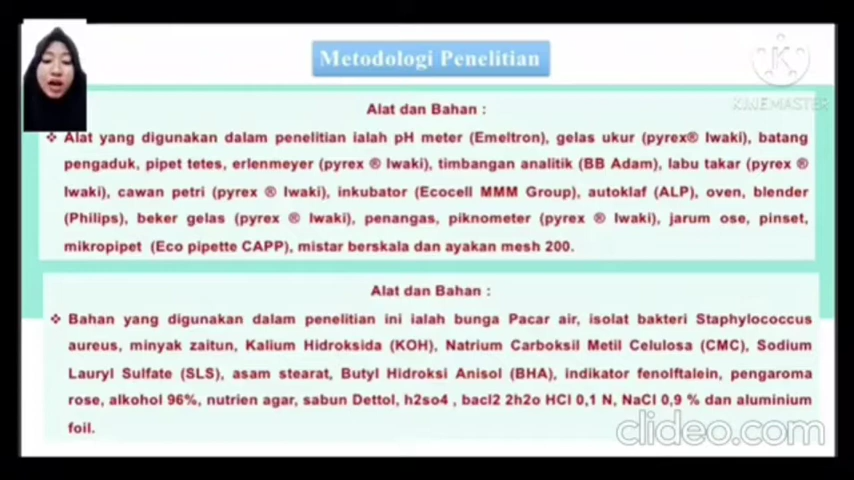 Metodologi Penelitian
K
KINEMASTER
Alat dan Bahan :
❖ Alat yang digunakan dalam penelitian ialah pH meter (Emeltron), gelas ukur (pyrex® Iwaki), batang
pengaduk, pipet tetes, erlenmeyer (pyrex ® Iwaki), timbangan analitik (BB Adam), labu takar (pyrex ®
Iwaki), cawan petri (pyrex ® Iwaki), inkubator (Ecocell MMM Group), autoklaf (ALP), oven, blender
(Philips), beker gelas (pyrex ® Iwaki), penangas, piknometer (pyrex ® Iwaki), jarum ose, pinset,
mikropipet (Eco pipette CAPP), mistar berskala dan ayakan mesh 200.
Alat dan Bahan :
❖ Bahan yang digunakan dalam penelitian ini ialah bunga Pacar air, isolat bakteri Staphylococcus
aureus, minyak zaitun, Kalium Hidroksida (KOH), Natrium Carboksil Metil Celulosa (CMC), Sodium
Lauryl Sulfate (SLS), asam stearat, Butyl Hidroksi Anisol (BHA), indikator fenolftalein, pengaroma
rose, alkohol 96%, nutrien agar, sabun Dettol, h2so4 , bacl2 2h2o HCl 0,1 N, NaCl 0,9 % dan aluminium
foil.
clideo.com